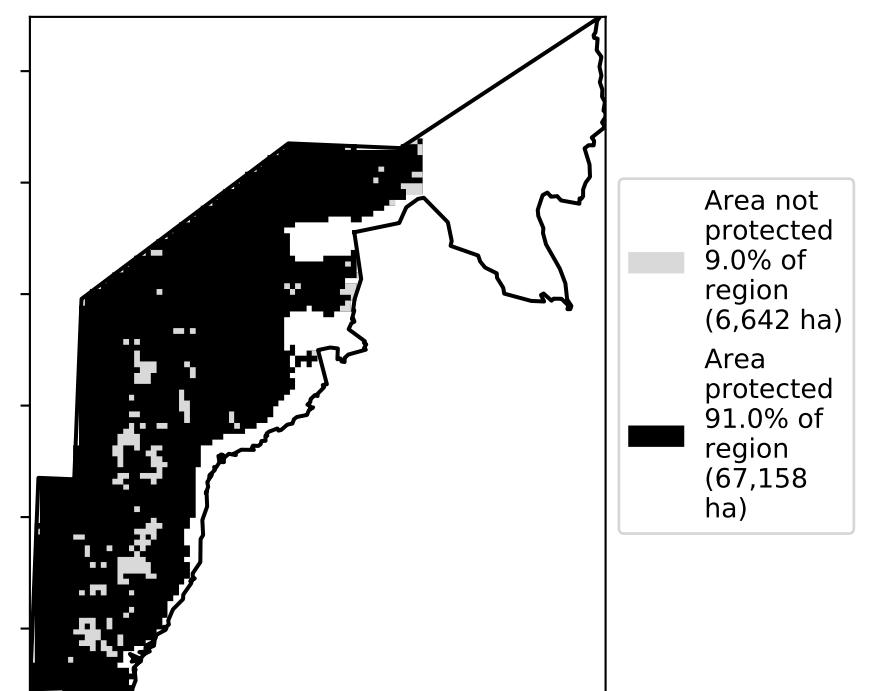 Area not
protected
9.0% of
region
(6,642 ha)
Area
protected
91.0% of
region
(67,158
ha)